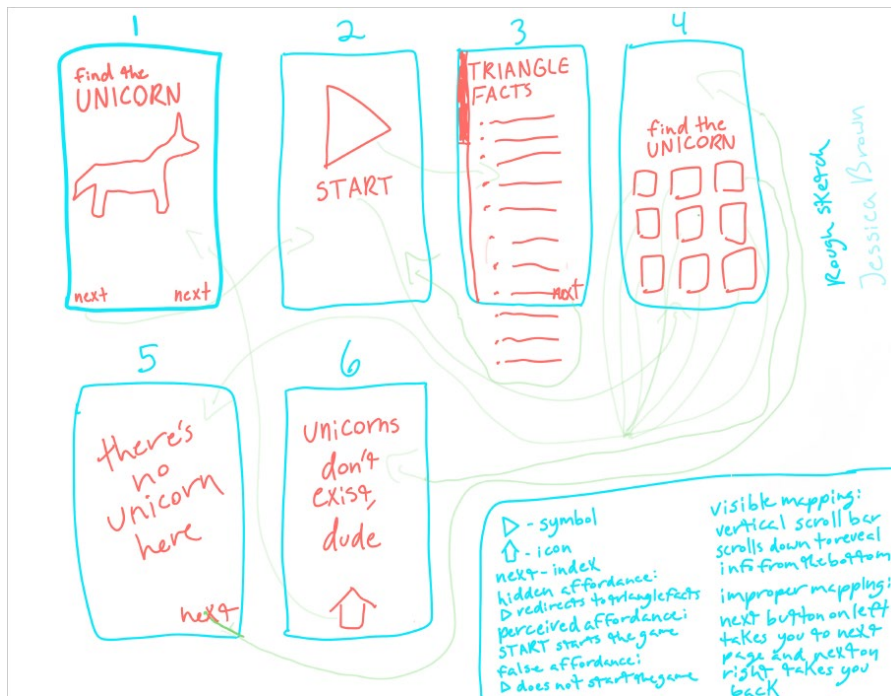 1
2
3
4
find the
UNICORN
next
next
START
TRIANGLE
FACTS
next
find the
UNICORN
Rough sketch
Jessica Brown
5
6
there's
no
unicorn
here
next
unicorns
don't
exist,
dude
▷ - symbol
⇧ - icon
next - index
hidden affordance:
▷ redirects to triangle facts
perceived affordance:
START starts the game
false affordance:
▷ does not start the game
visible mapping:
vertical scroll bar
scrolls down to reveal
info from the bottom
improper mapping:
next button on left
takes you to next
page and next on
right takes you
back